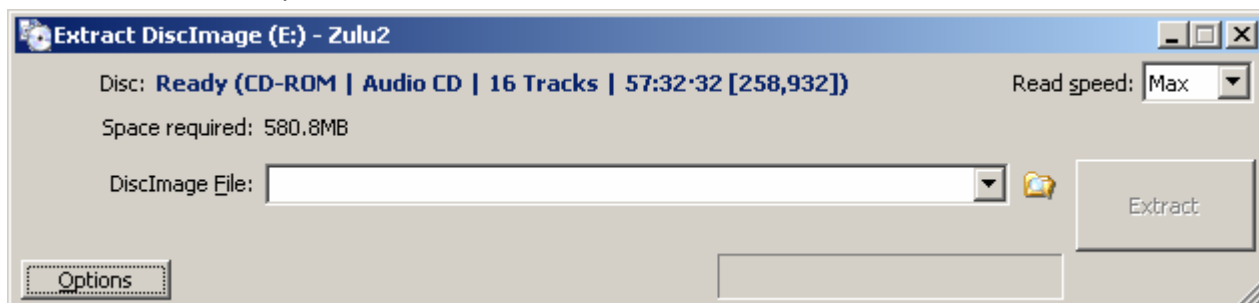 Extract DiscImage (E:) - Zulu2
Disc: Ready (CD-ROM | Audio CD | 16 Tracks | 57:32·32 [258,932]) Read speed: Max
Space required: 580.8MB
DiscImage File:
Extract
Options